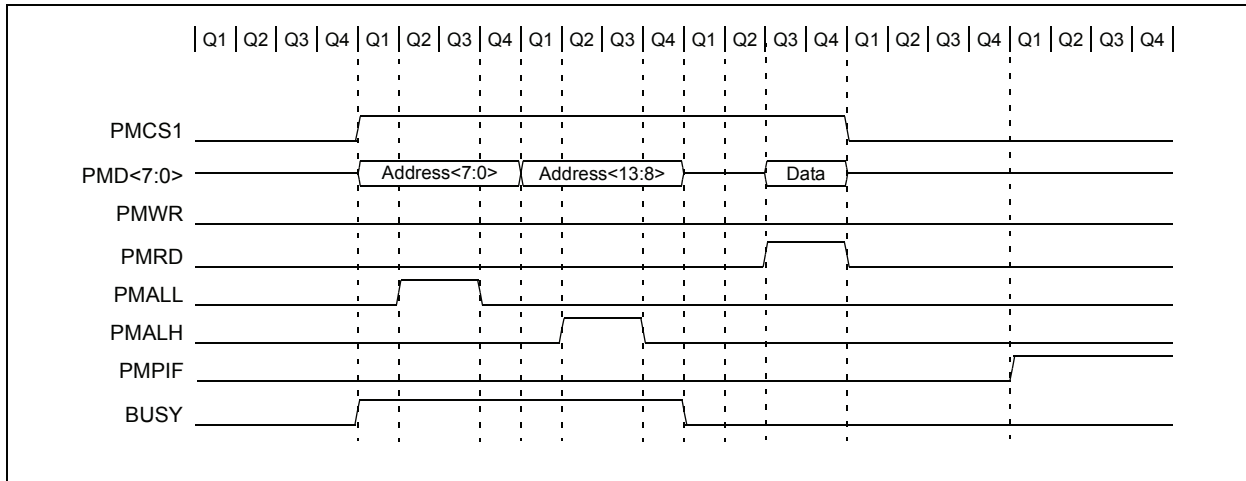 Q1 Q2 Q3 Q4 Q1 Q2 Q3 Q4 Q1 Q2 Q3 Q4 Q1 Q2 Q3 Q4 Q1 Q2 Q3 Q4 Q1 Q2 Q3 Q4
PMCS1
PMD<7:0> Address<7:0> Address<13:8> Data
PMWR
PMRD
PMALL
PMALH
PMPIF
BUSY